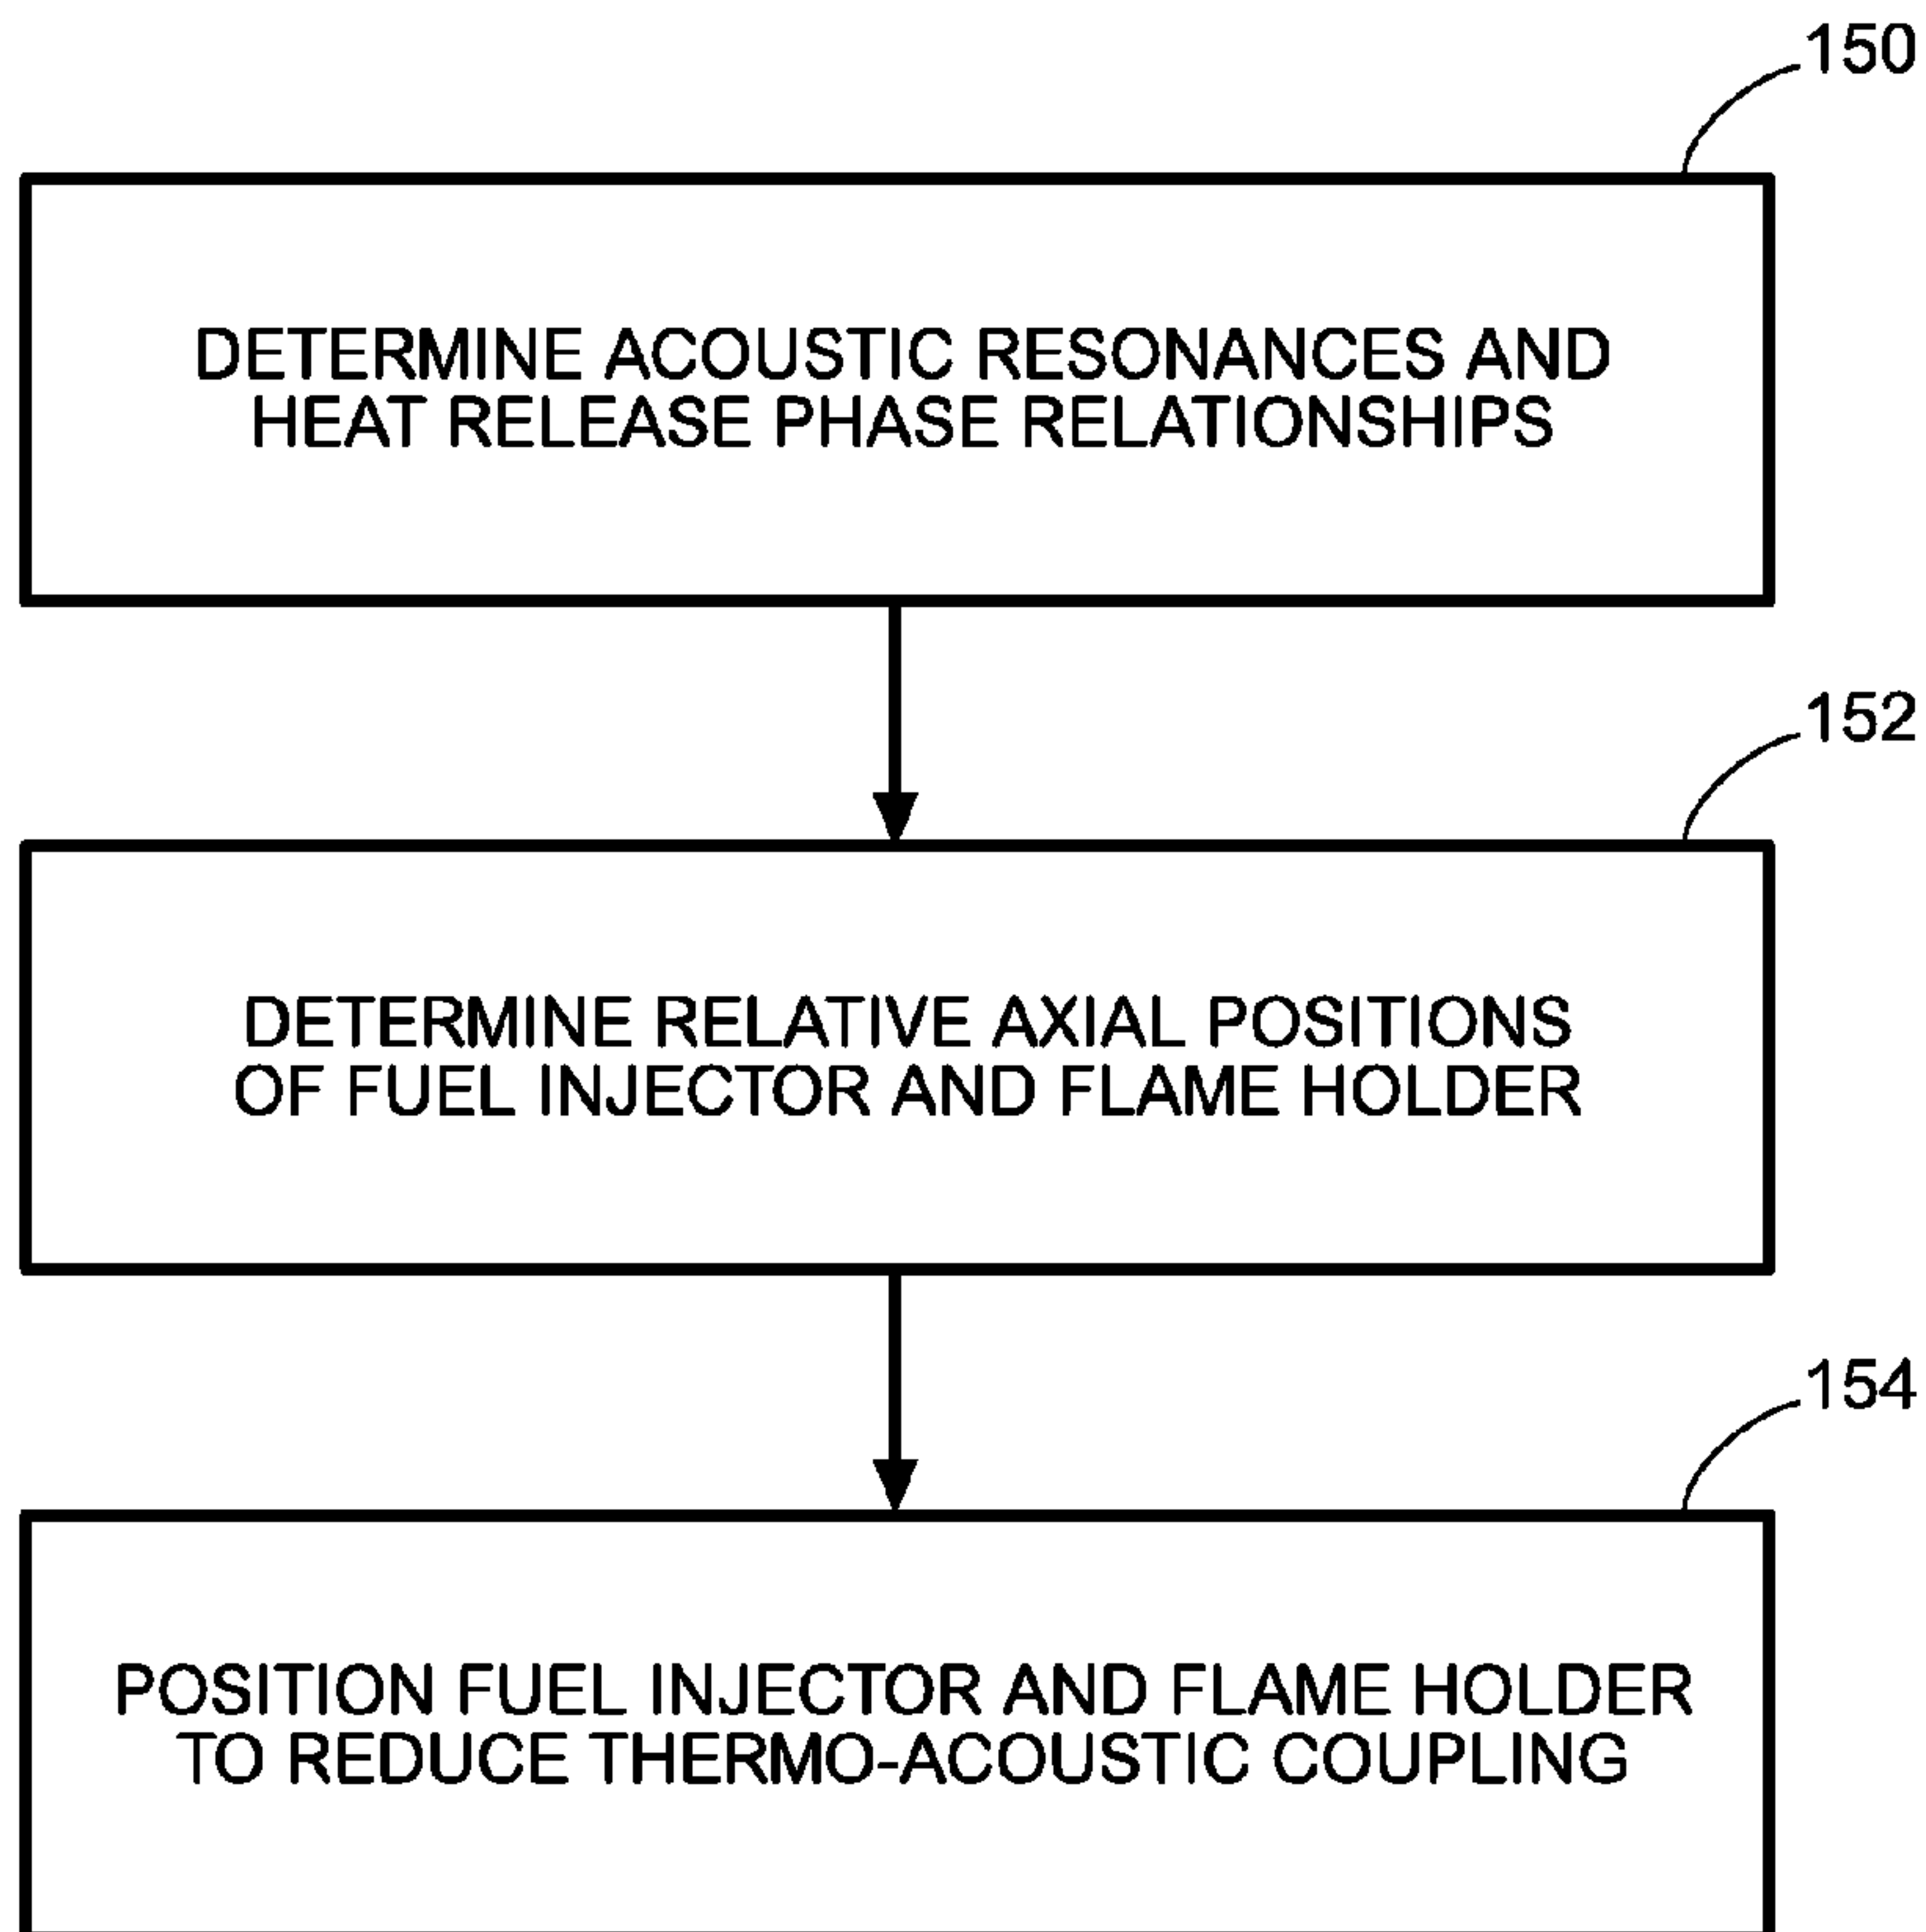 150
DETERMINE ACOUSTIC RESONANCES AND
HEAT RELEASE PHASE RELATIONSHIPS
152
DETERMINE RELATIVE AXIAL POSITIONS
OF FUEL INJECTOR AND FLAME HOLDER
154
POSITION FUEL INJECTOR AND FLAME HOLDER
TO REDUCE THERMO-ACOUSTIC COUPLING